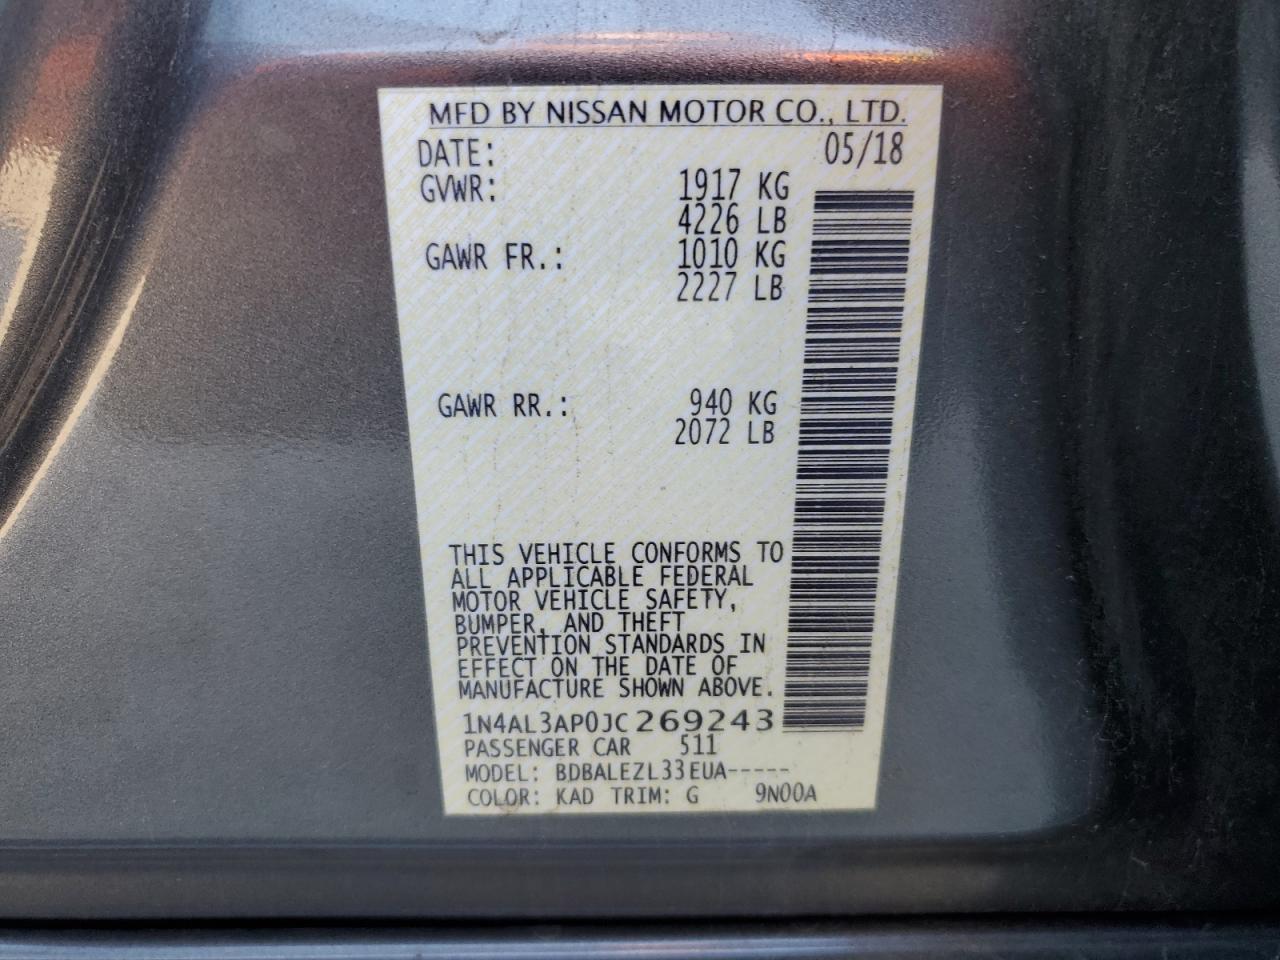 MFD BY NISSAN MOTOR CO., LTD.
DATE: 05/18
GVWR: 1917 KG
4226 LB
GAWR FR.: 1010 KG
2227 LB
GAWR RR.: 940 KG
2072 LB
THIS VEHICLE CONFORMS TO
ALL APPLICABLE FEDERAL
MOTOR VEHICLE SAFETY,
BUMPER, AND THEFT
PREVENTION STANDARDS IN
EFFECT ON THE DATE OF
MANUFACTURE SHOWN ABOVE.
1N4AL3AP0JC269243
PASSENGER CAR 511
MODEL: BDBALEZL33EUA-----
COLOR: KAD TRIM: G 9N00A